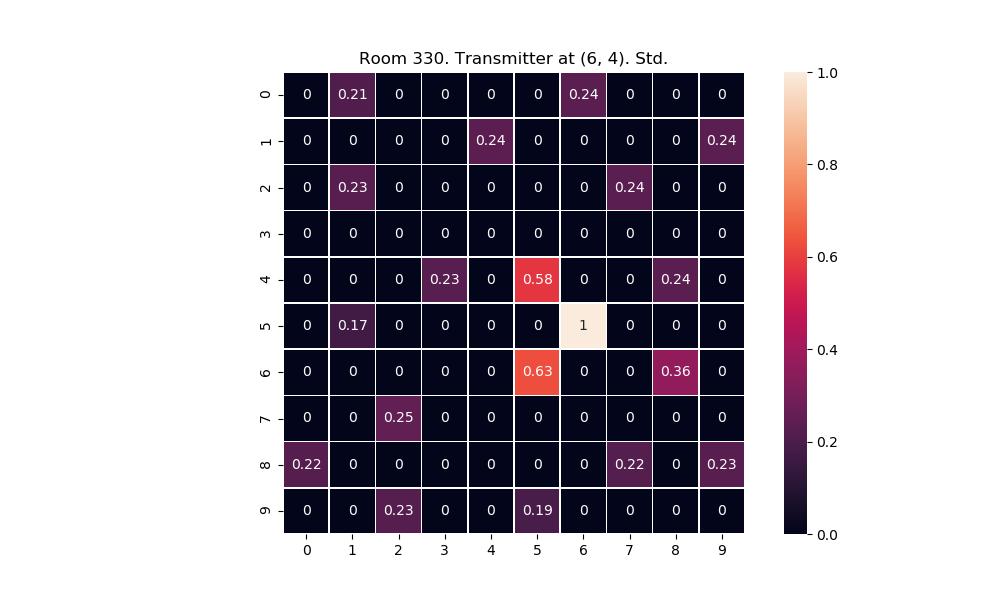 Room 330. Transmitter at (6, 4). Std.
0 0 0.21 0 0 0 0 0.24 0 0 0
1 0 0 0 0 0.24 0 0 0 0 0.24
2 0 0.23 0 0 0 0 0 0.24 0 0
3 0 0 0 0 0 0 0 0 0 0
4 0 0 0 0.23 0 0.58 0 0 0.24 0
5 0 0.17 0 0 0 0 1 0 0 0
6 0 0 0 0 0 0.63 0 0 0.36 0
7 0 0 0.25 0 0 0 0 0 0 0
8 0.22 0 0 0 0 0 0 0.22 0 0.23
9 0 0 0.23 0 0 0.19 0 0 0 0
0 1 2 3 4 5 6 7 8 9
1.0
0.8
0.6
0.4
0.2
0.0